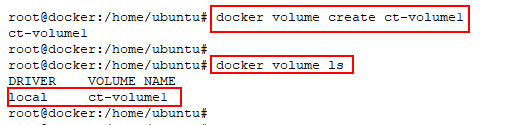 root@docker:/home/ubuntu# docker volume create ct-volume1
ct-volume1
root@docker:/home/ubuntu#
root@docker:/home/ubuntu# docker volume ls
DRIVER VOLUME NAME
local ct-volume1
root@docker:/home/ubuntu#